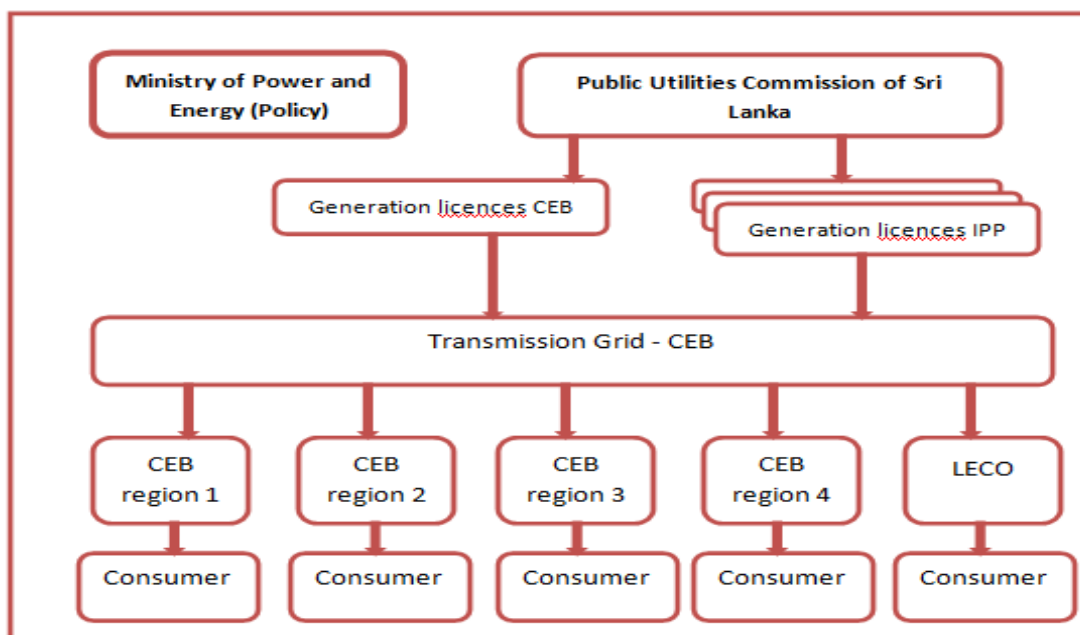 Ministry of Power and
Energy (Policy)
Public Utilities Commission of Sri
Lanka
Generation licences CEB
Generation licences IPP
Transmission Grid - CEB
CEB
region 1
CEB
region 2
CEB
region 3
CEB
region 4
LECO
Consumer
Consumer
Consumer
Consumer
Consumer